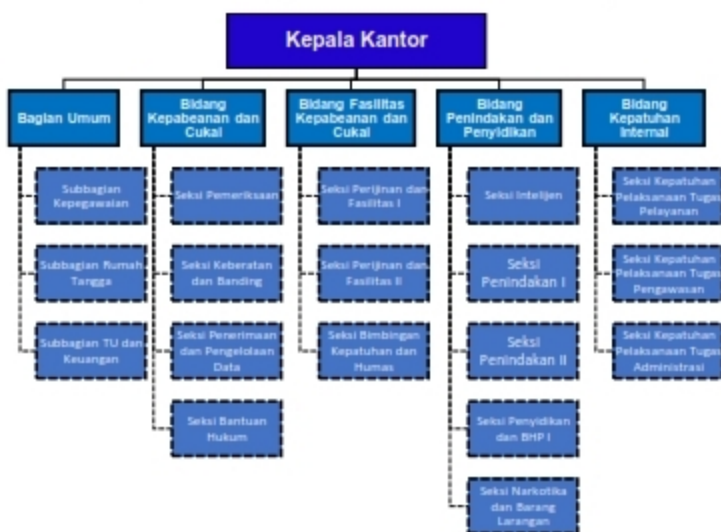 Kepala Kantor
Bagian Umum
Bidang
Kepabeanan dan
Cukai
Bidang Fasilitas
Kepabeanan dan
Cukai
Bidang
Penindakan dan
Penyidikan
Bidang
Kepatuhan
Internal
Subbagian
Kepegawaian
Subbagian Rumah
Tangga
Subbagian TU dan
Keuangan
Seksi Pemeriksaan
Seksi Keberatan
dan Banding
Seksi Penerimaan
dan Pengelolaan
Data
Seksi Bantuan
Hukum
Seksi Perijinan dan
Fasilitas I
Seksi Perijinan dan
Fasilitas II
Seksi Bimbingan
Kepatuhan dan
Humas
Seksi Intelijen
Seksi
Penindakan I
Seksi
Penindakan II
Seksi Penyidikan
dan BHP I
Seksi Narkotika
dan Barang
Larangan
Seksi Kepatuhan
Pelaksanaan Tugas
Pelayanan
Seksi Kepatuhan
Pelaksanaan Tugas
Pengawasan
Seksi Kepatuhan
Pelaksanaan Tugas
Administrasi